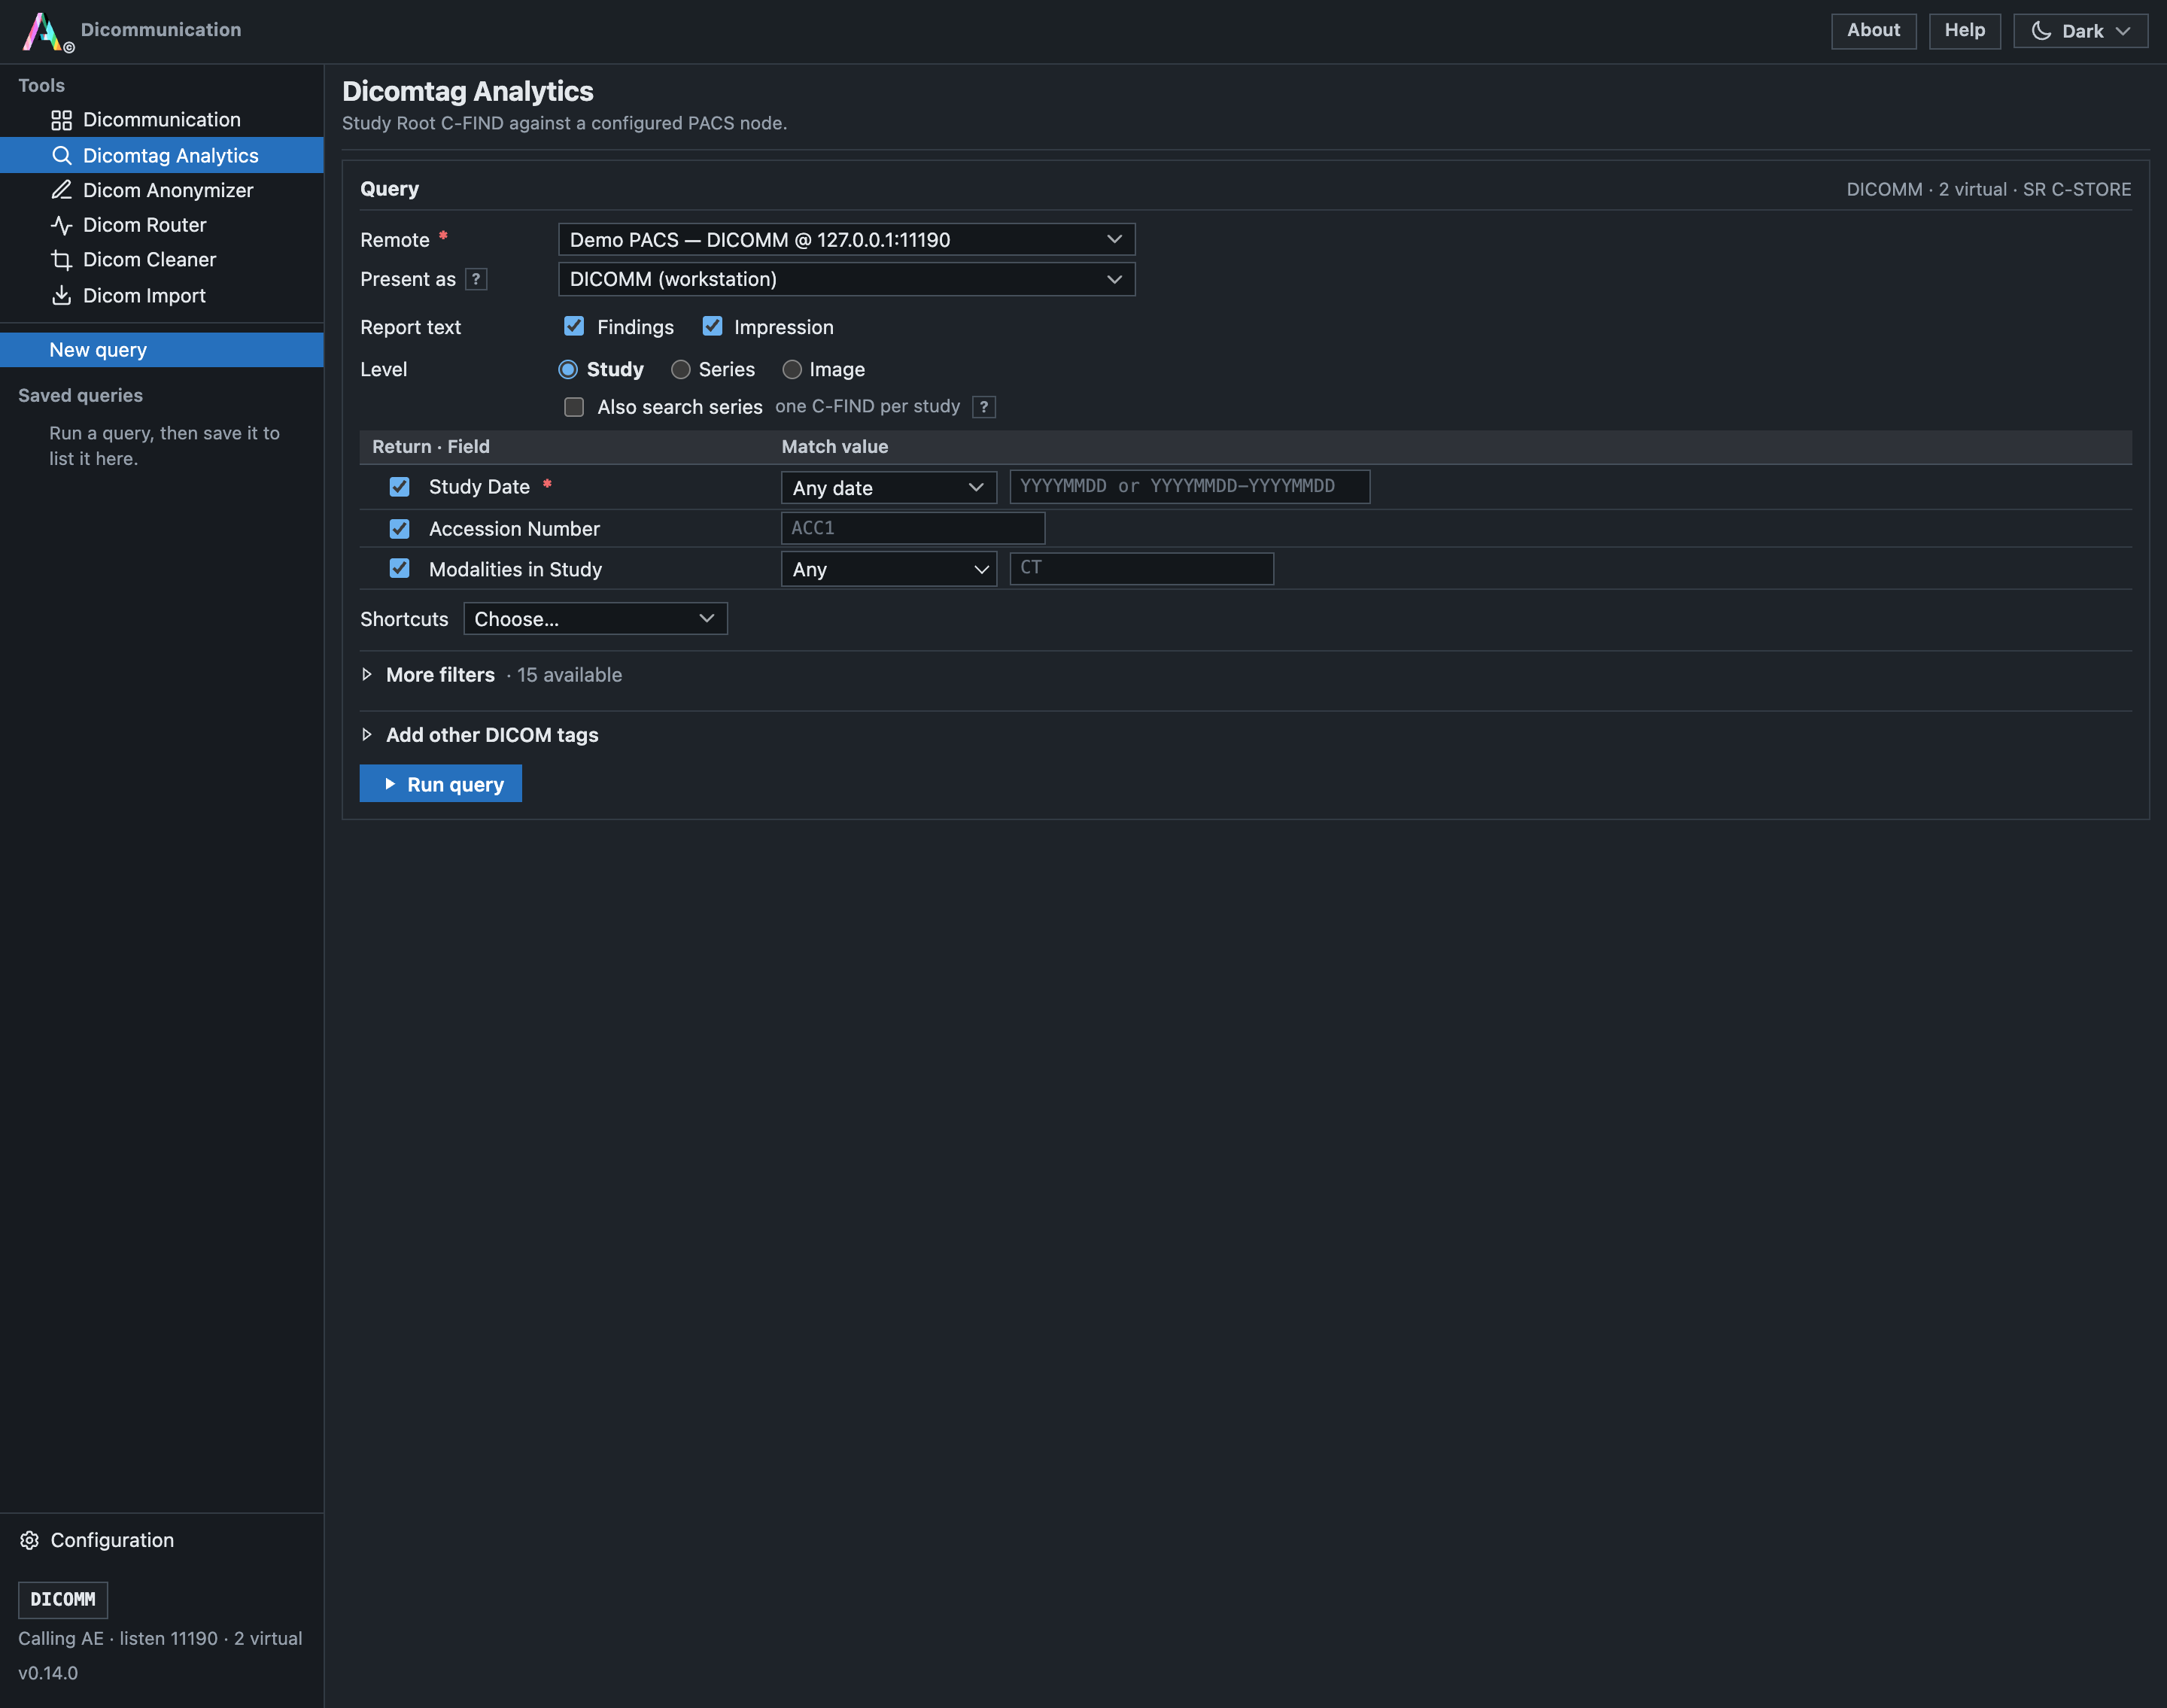 Dicommunication
About
Help
Dark
Tools
Dicommunication
Dicomtag Analytics
Dicom Anonymizer
Dicom Router
Dicom Cleaner
Dicom Import
New query
Saved queries
Run a query, then save it to
list it here.
Configuration
DICOMM
Calling AE · listen 11190 · 2 virtual
v0.14.0
Dicomtag Analytics
Study Root C-FIND against a configured PACS node.
Query
DICOMM · 2 virtual · SR C-STORE
Remote *
Demo PACS — DICOMM @ 127.0.0.1:11190
Present as ?
DICOMM (workstation)
Report text
Findings
Impression
Level
Study
Series
Image
Also search series one C-FIND per study ?
Return · Field
Match value
Study Date *
Any date
YYYYMMDD or YYYYMMDD–YYYYMMDD
Accession Number
ACC1
Modalities in Study
Any
CT
Shortcuts
Choose...
More filters · 15 available
Add other DICOM tags
Run query